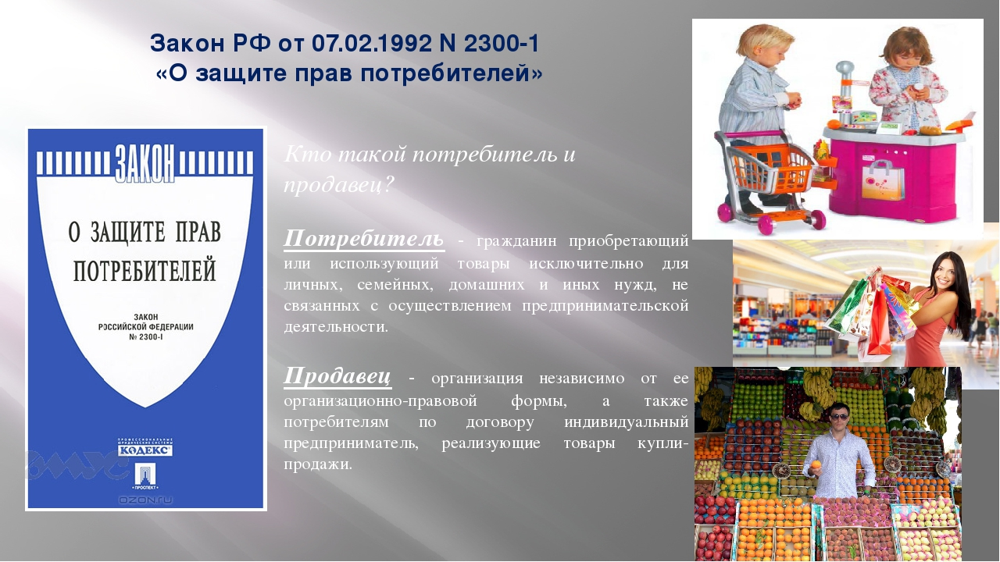 Закон РФ от 07.02.1992 N 2300-1
«О защите прав потребителей»
ЗАКОН
О ЗАЩИТЕ ПРАВ
ПОТРЕБИТЕЛЕЙ
ЗАКОН
РОССИЙСКОЙ ФЕДЕРАЦИИ
№ 2300-I
ПРОФЕССИОНАЛЬНЫЕ
ЮРИДИЧЕСКИЕ СИСТЕМЫ
КОДЕКС
•ПРОСПЕКТ•
OZON.ru
Кто такой потребитель и
продавец?
Потребитель - гражданин приобретающий
или использующий товары исключительно для
личных, семейных, домашних и иных нужд, не
связанных с осуществлением предпринимательской
деятельности.
Продавец - организация независимо от ее
организационно-правовой формы, а также
потребителям по договору индивидуальный
предприниматель, реализующие товары купли-
продажи.